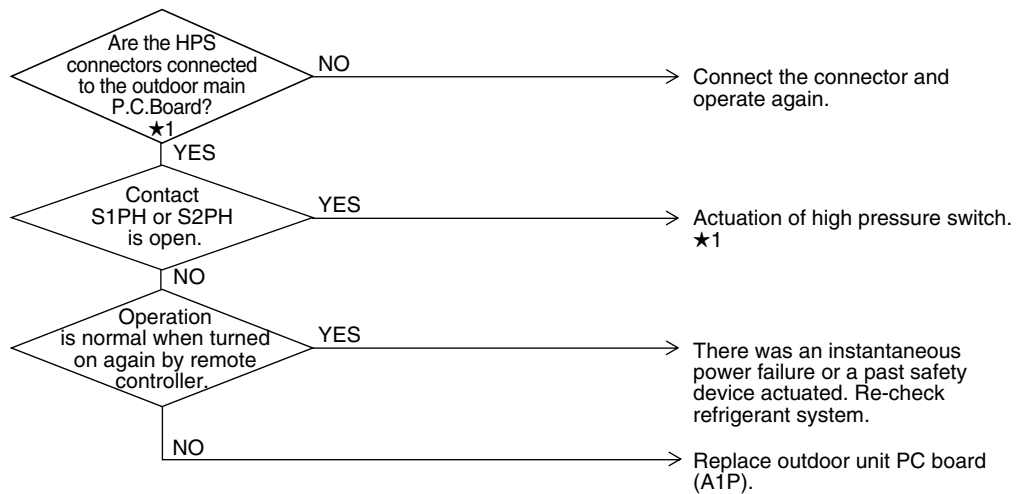 Are the HPS
connectors connected
to the outdoor main
P.C.Board?
★1
NO
Connect the connector and
operate again.
YES
Contact
S1PH or S2PH
is open.
YES
Actuation of high pressure switch.
★1
NO
Operation
is normal when turned
on again by remote
controller.
YES
There was an instantaneous
power failure or a past safety
device actuated. Re-check
refrigerant system.
NO
Replace outdoor unit PC board
(A1P).